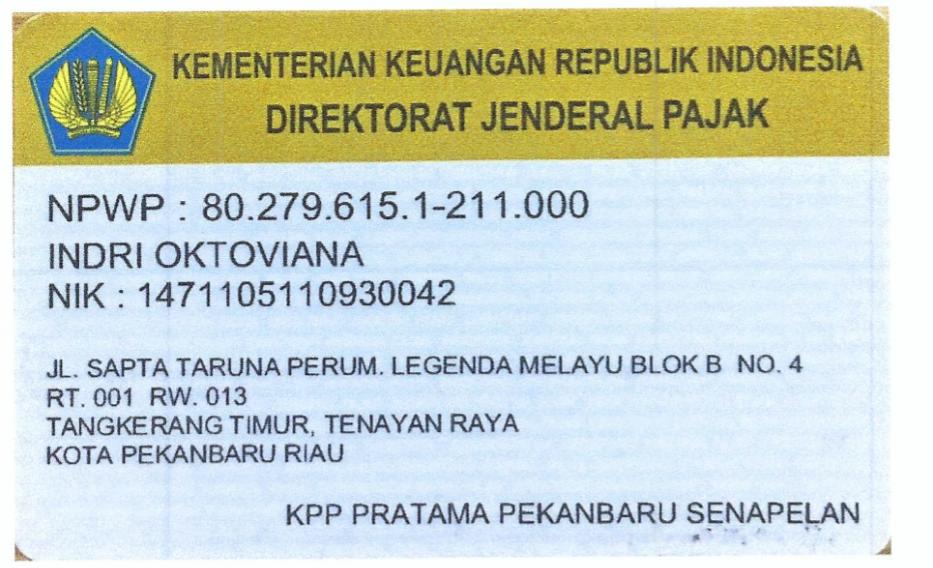 KEMENTERIAN KEUANGAN REPUBLIK INDONESIA
DIREKTORAT JENDERAL PAJAK
NPWP : 80.279.615.1-211.000
INDRI OKTOVIANA
NIK : 1471105110930042
JL. SAPTA TARUNA PERUM. LEGENDA MELAYU BLOK B NO. 4
RT. 001 RW. 013
TANGKERANG TIMUR, TENAYAN RAYA
KOTA PEKANBARU RIAU
KPP PRATAMA PEKANBARU SENAPELAN